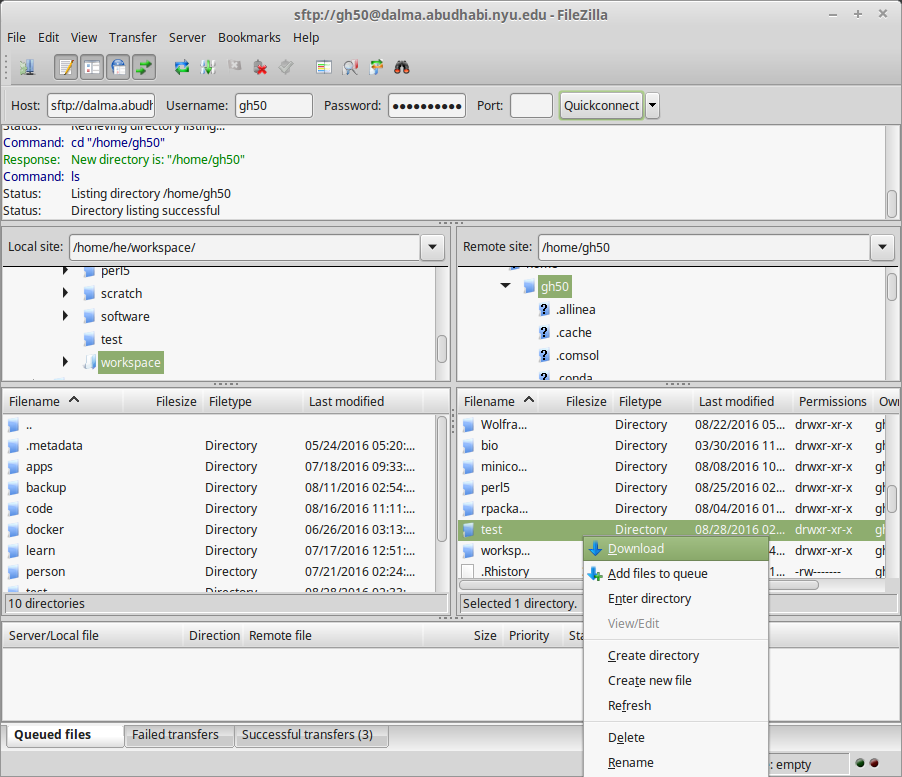 sftp://gh50@dalma.abudhabi.nyu.edu - FileZilla
File Edit View Transfer Server Bookmarks Help
Host: sftp://dalma.abudh Username: gh50 Password: ●●●●●●●●●● Port: Quickconnect
Status: Retrieving directory listing...
Command: cd "/home/gh50"
Response: New directory is: "/home/gh50"
Command: ls
Status: Listing directory /home/gh50
Status: Directory listing successful
Local site: /home/he/workspace/
perl5
scratch
software
test
workspace
Remote site: /home/gh50
home
gh50
.allinea
.cache
.comsol
.conda
Filename Filesize Filetype Last modified
..
.metadata Directory 05/24/2016 05:20:...
apps Directory 07/18/2016 09:33:...
backup Directory 08/11/2016 02:54:...
code Directory 08/16/2016 11:11:...
docker Directory 06/26/2016 03:13:...
learn Directory 07/17/2016 12:51:...
person Directory 07/21/2016 02:24:...
test Directory 08/28/2016 02:33:...
10 directories
Filename Filesize Filetype Last modified Permissions Own
Wolfra... Directory 08/22/2016 05... drwxr-xr-x gh
bio Directory 03/30/2016 11... drwxr-xr-x gh
minico... Directory 08/08/2016 10... drwxr-xr-x gh
perl5 Directory 08/25/2016 02... drwxr-xr-x gh
rpacka... Directory 08/04/2016 01... drwxr-xr-x gh
test Directory 08/28/2016 02... drwxr-xr-x gh
worksp... 4... drwxr-xr-x gh
.Rhistory 1... -rw------- gh
Selected 1 directory.
Download
Add files to queue
Enter directory
View/Edit
Create directory
Create new file
Refresh
Delete
Rename
Server/Local file Direction Remote file Size Priority Sta
Queued files Failed transfers Successful transfers (3)
: empty